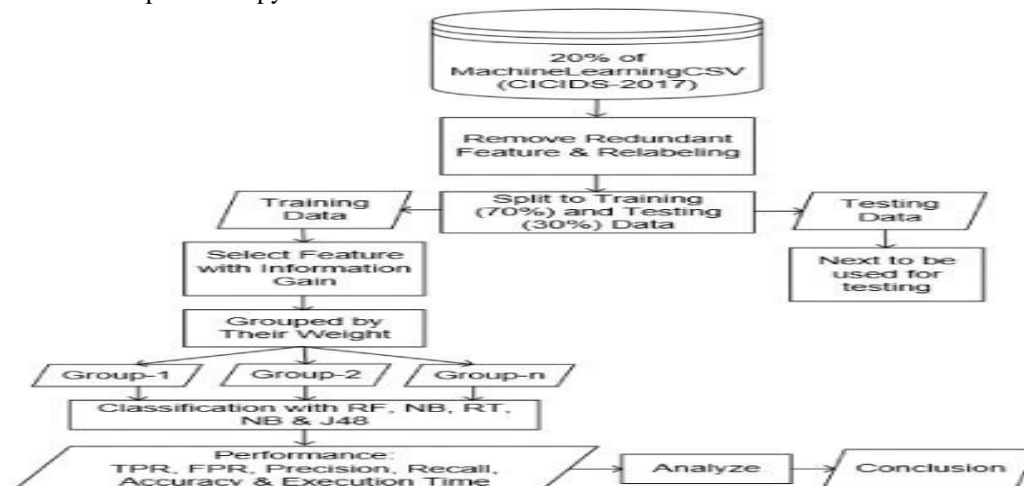 20% of
MachineLearningCSV
(CICIDS-2017)
Remove Redundant
Feature & Relabeling
Training
Data
Split to Training
(70%) and Testing
(30%) Data
Testing
Data
Select Feature
with Information
Gain
Next to be
used for
testing
Grouped by
Their Weight
Group-1
Group-2
Group-n
Classification with RF, NB, RT,
NB & J48
Performance:
TPR, FPR, Precision, Recall,
Accuracy & Execution Time
Analyze
Conclusion